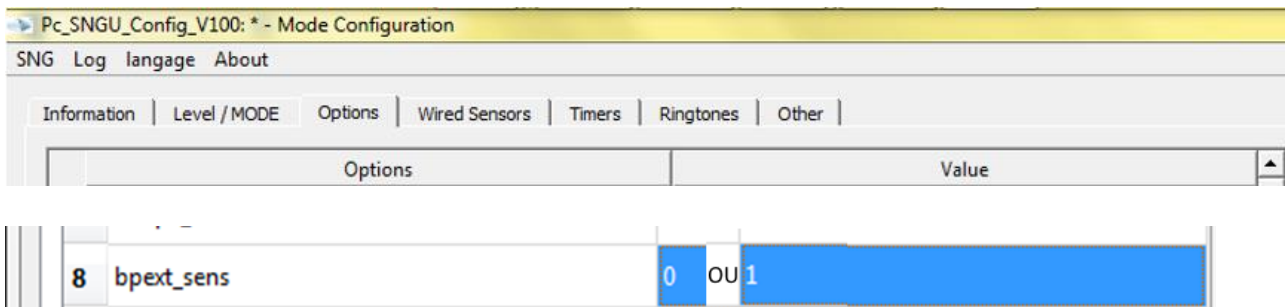 Pc_SNGU_Config_V100: * - Mode Configuration
SNG Log langage About
Information Level / MODE Options Wired Sensors Timers Ringtones Other
Options Value
8 bpext_sens 0 OU 1